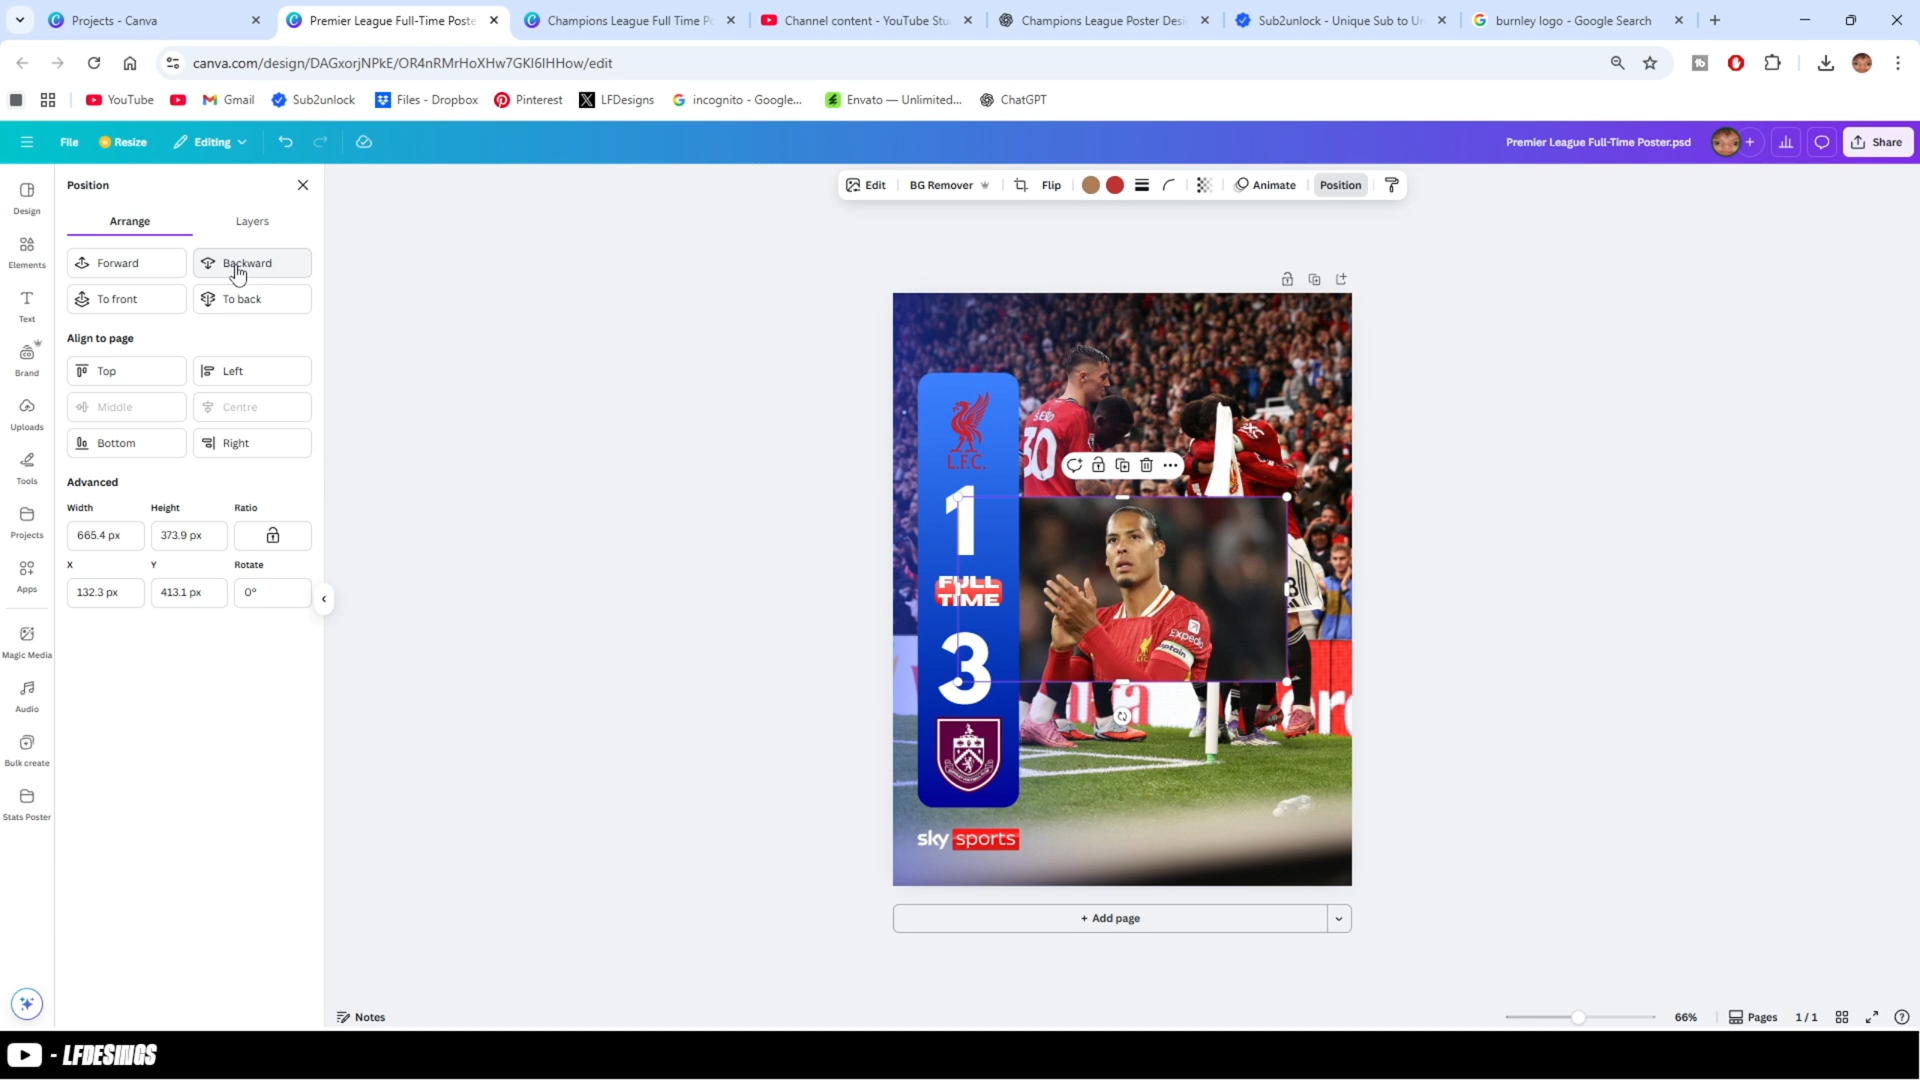 Projects - Canva
Premier League Full-Time Poste
Champions League Full Time Po
Channel content - YouTube Stu
Champions League Poster Desi
Sub2unlock - Unique Sub to Un
burnley logo - Google Search
canva.com/design/DAGxorjNPkE/OR4nRMrHoXHw7GKl6IHHow/edit
YouTube
Gmail
Sub2unlock
Files - Dropbox
Pinterest
LFDesigns
incognito - Google...
Envato — Unlimited...
ChatGPT
File
Resize
Editing
Premier League Full-Time Poster.psd
Share
Position
Edit
BG Remover
Flip
Animate
Position
Arrange
Layers
Forward
Backward
To front
To back
Align to page
Top
Left
Middle
Centre
Bottom
Right
Advanced
Width
Height
Ratio
665.4 px
373.9 px
X
Y
Rotate
132.3 px
413.1 px
0°
Design
Elements
Text
Brand
Uploads
Tools
Projects
Apps
Magic Media
Audio
Bulk create
Stats Poster
L.F.C.
1
FULL
TIME
3
30
sky sports
+ Add page
Notes
66%
Pages
1 / 1
- LFDESIINGS